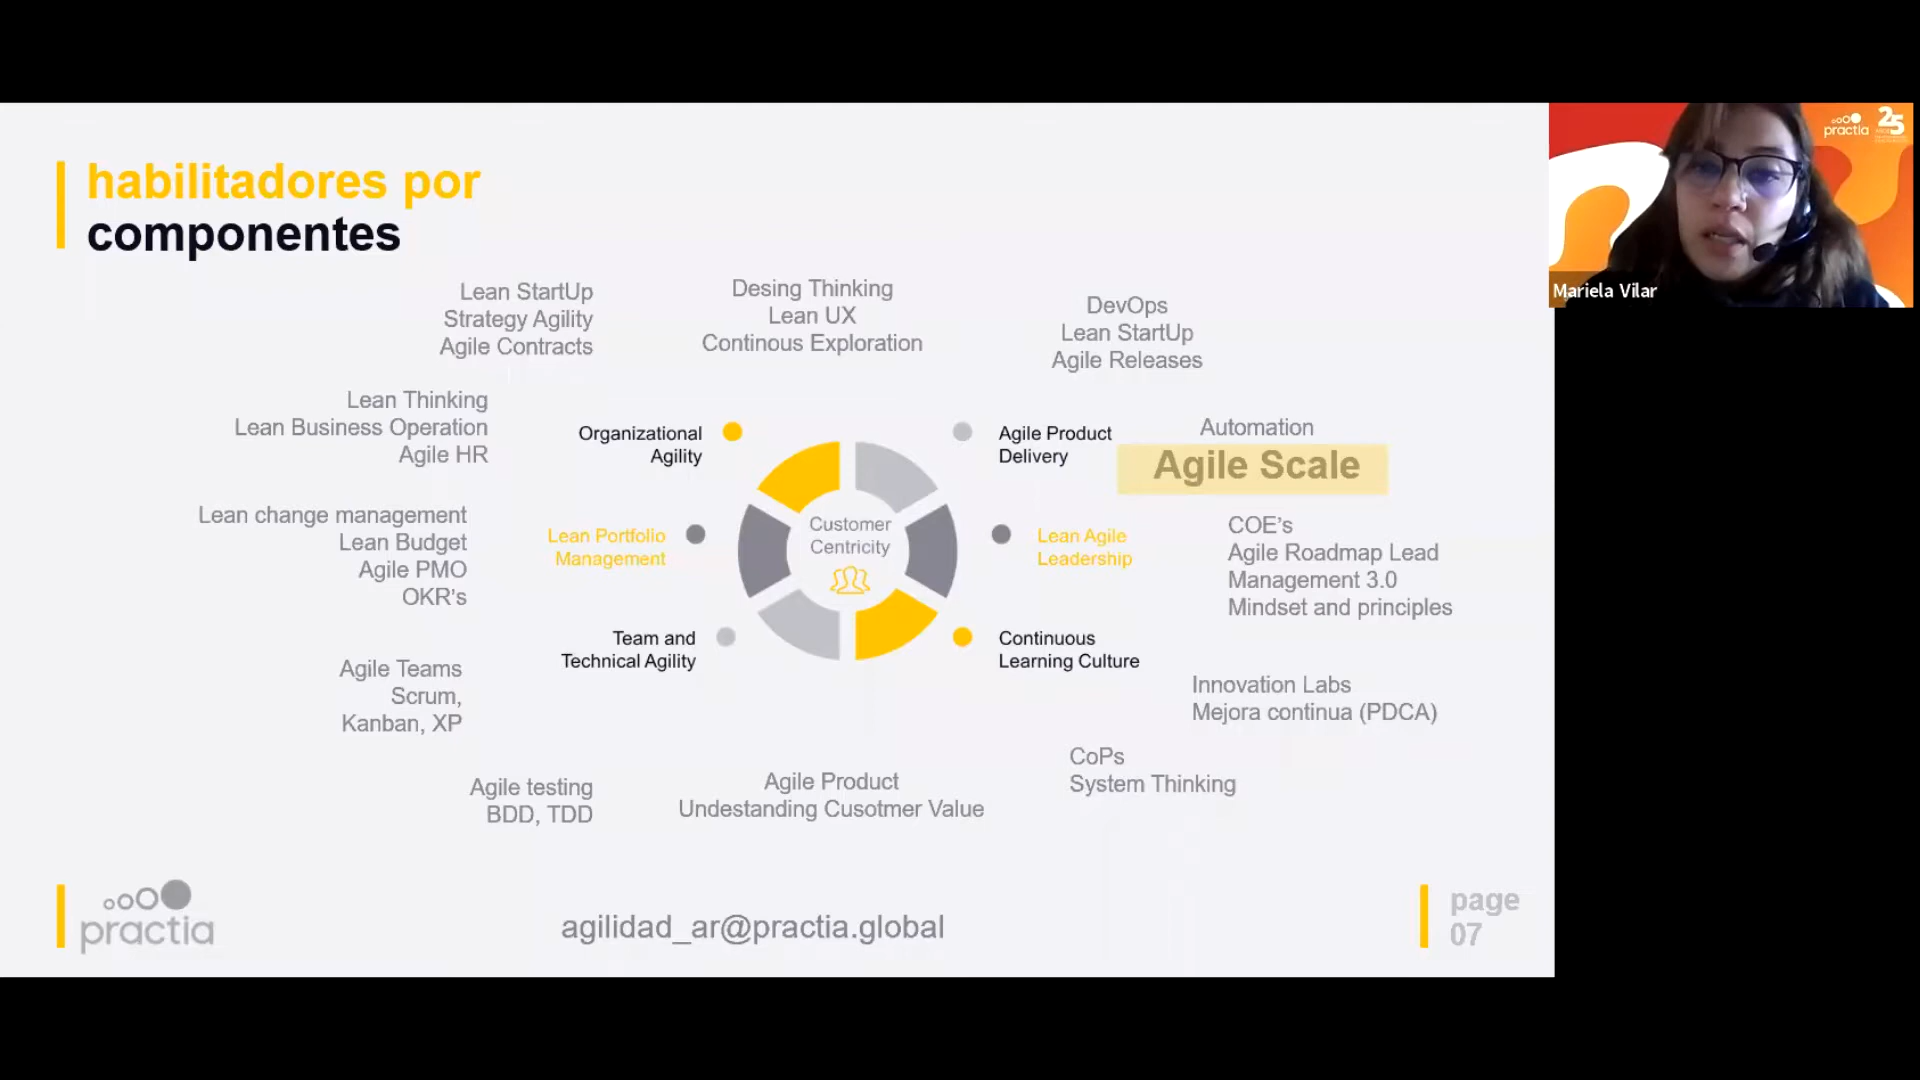 habilitadores por
componentes
Lean StartUp
Strategy Agility
Agile Contracts
Desing Thinking
Lean UX
Continous Exploration
DevOps
Lean StartUp
Agile Releases
Lean Thinking
Lean Business Operation
Agile HR
Organizational
Agility
Agile Product
Delivery
Automation
Agile Scale
Lean change management
Lean Budget
Agile PMO
OKR's
Lean Portfolio
Management
Customer
Centricity
Lean Agile
Leadership
COE's
Agile Roadmap Lead
Management 3.0
Mindset and principles
Team and
Technical Agility
Continuous
Learning Culture
Agile Teams
Scrum,
Kanban, XP
Innovation Labs
Mejora continua (PDCA)
Agile testing
BDD, TDD
Agile Product
Undestanding Cusotmer Value
CoPs
System Thinking
practia
agilidad_ar@practia.global
page
07
practia
25
Mariela Vilar